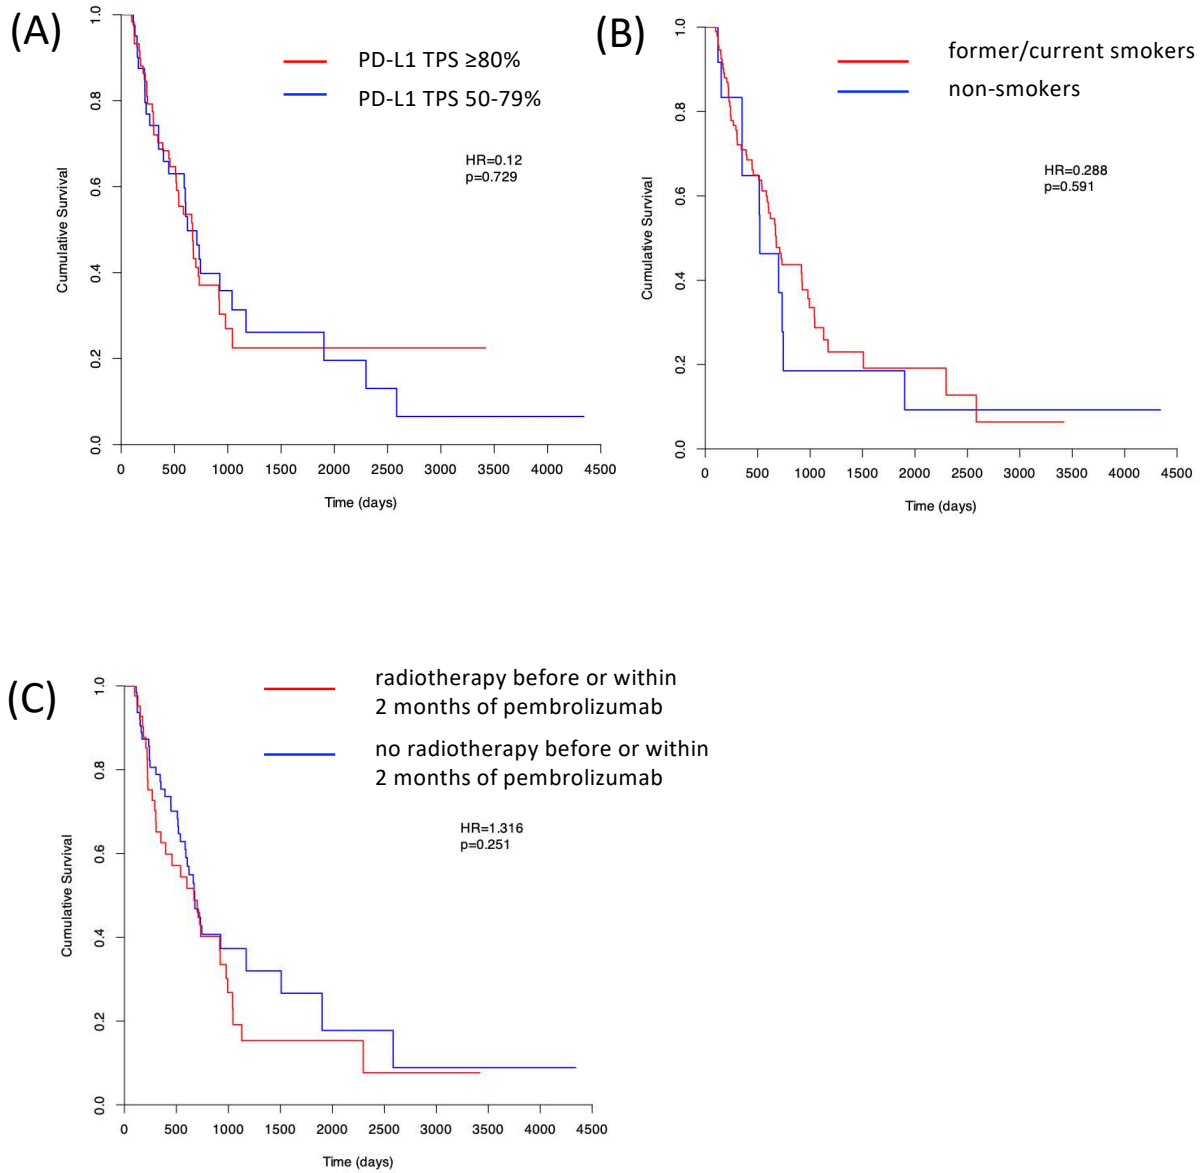 (A)
PD-L1 TPS ≥80%
PD-L1 TPS 50-79%
HR=0.12
p=0.729
Cumulative Survival
0.0
0.2
0.4
0.6
0.8
1.0
0 500 1000 1500 2000 2500 3000 3500 4000 4500
Time (days)
(B)
former/current smokers
non-smokers
HR=0.288
p=0.591
Cumulative Survival
0.0
0.2
0.4
0.6
0.8
1.0
0 500 1000 1500 2000 2500 3000 3500 4000 4500
Time (days)
(C)
radiotherapy before or within
2 months of pembrolizumab
no radiotherapy before or within
2 months of pembrolizumab
HR=1.316
p=0.251
Cumulative Survival
0.0
0.2
0.4
0.6
0.8
1.0
0 500 1000 1500 2000 2500 3000 3500 4000 4500
Time (days)